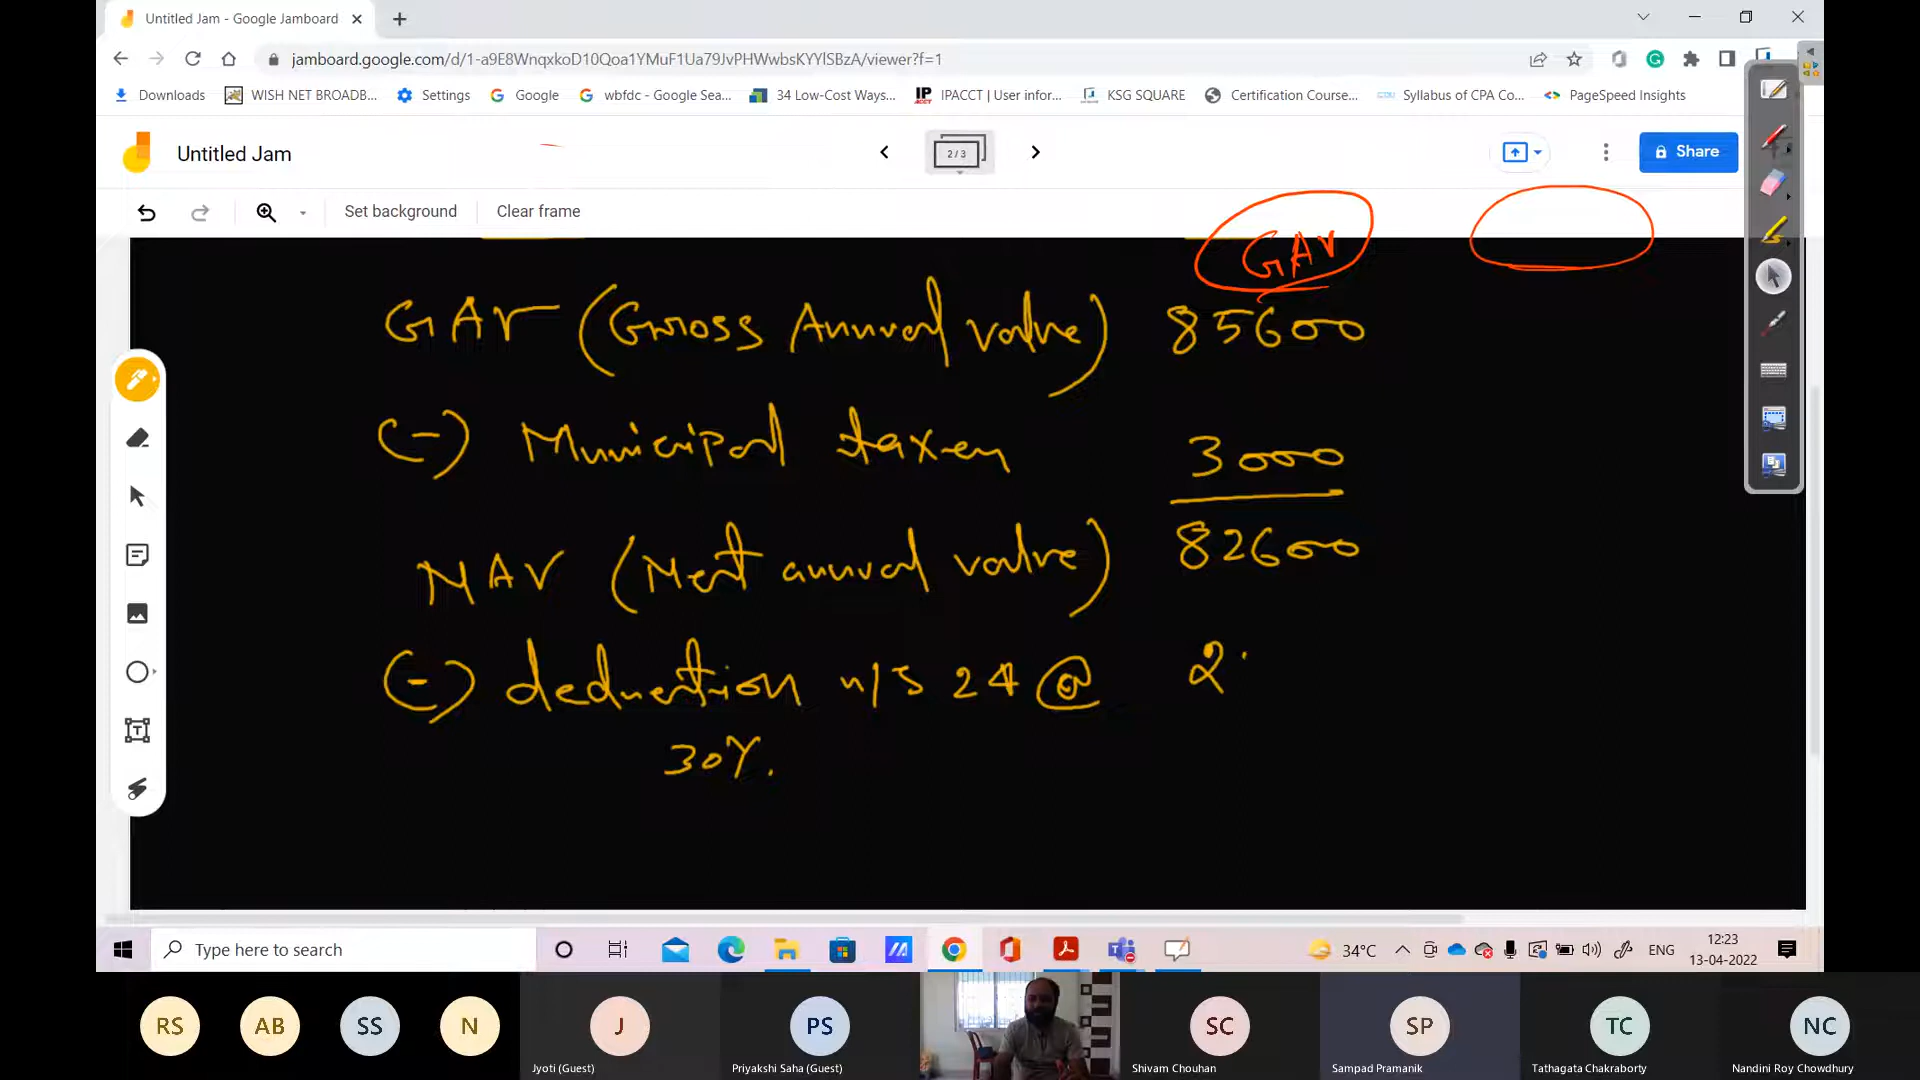 Untitled Jam - Google Jamboard
jamboard.google.com/d/1-a9E8WnqxkoD10Qoa1YMuF1Ua79JvPHWwbsKYYlSBzA/viewer?f=1
Downloads WISH NET BROADB... Settings Google wbfdc - Google Sea... 34 Low-Cost Ways... IP IPACCT | User infor... KSG SQUARE Certification Course... Syllabus of CPA Co... PageSpeed Insights
Untitled Jam 2 / 3 Share
Set background Clear frame
GAV
GAV (Gross Annual value) 85600
(-) Municipal taxes 3000
NAV (Net annual value) 82600
(-) deduction u/s 24 @ 2
30%.
Type here to search 34°C ENG 12:23
13-04-2022
RS AB SS N J PS SC SP TC NC
Jyoti (Guest) Priyakshi Saha (Guest) Shivam Chouhan Sampad Pramanik Tathagata Chakraborty Nandini Roy Chowdhury